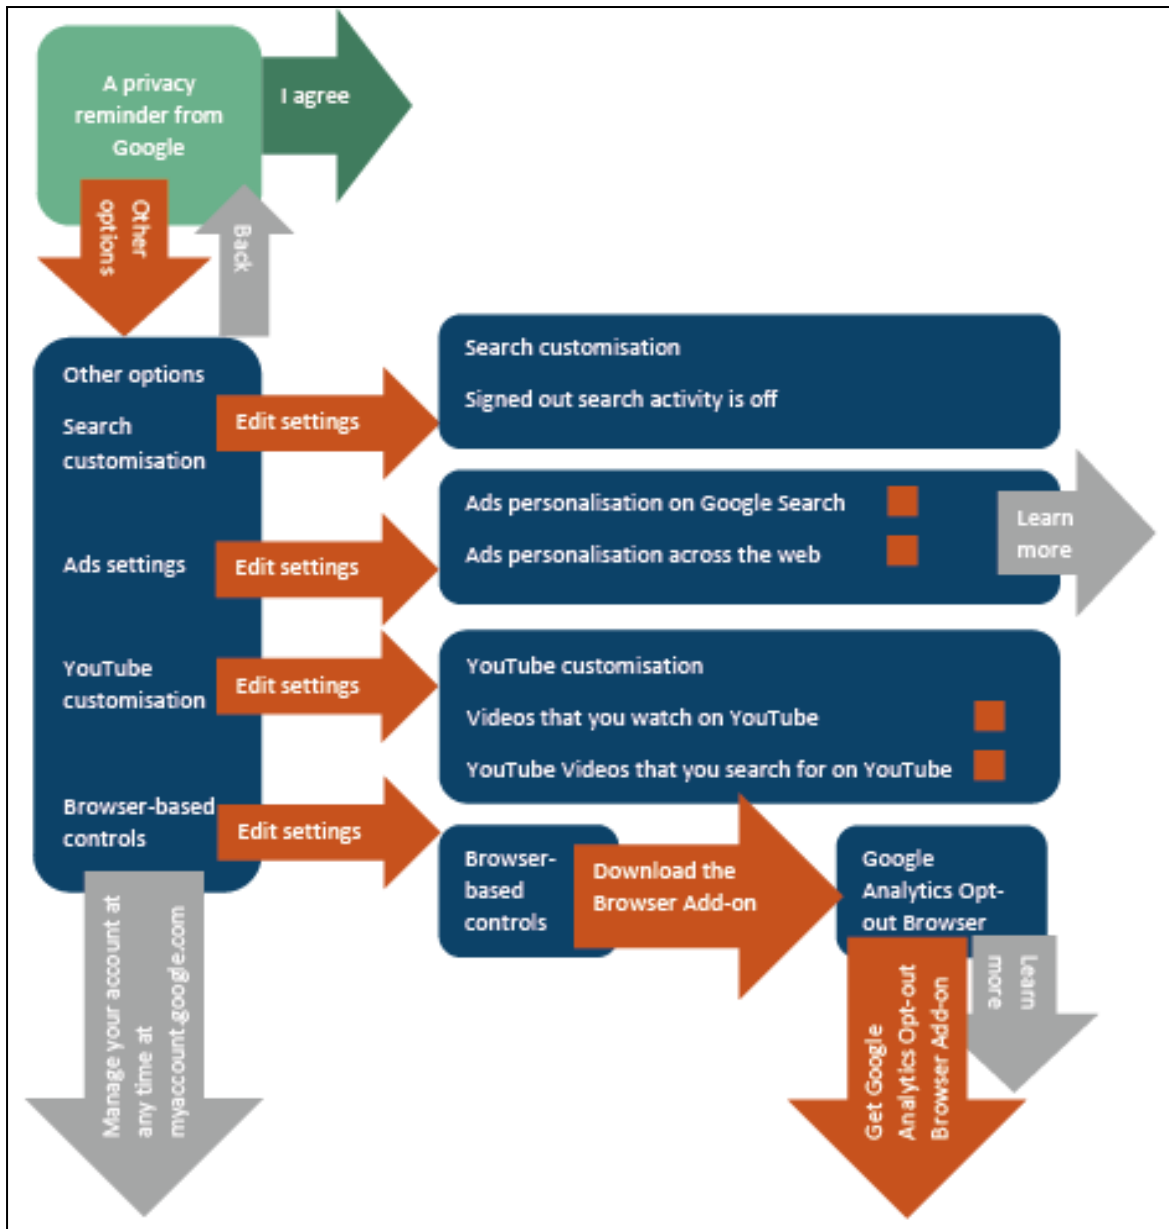 A privacy
reminder from
Google
I agree
Other
options
Back
Other options
Search
customisation
Edit settings
Search customisation
Signed out search activity is off
Ads settings
Edit settings
Ads personalisation on Google Search
Ads personalisation across the web
Learn
more
YouTube
customisation
Edit settings
YouTube customisation
Videos that you watch on YouTube
YouTube Videos that you search for on YouTube
Browser-based
controls
Edit settings
Browser-
based
controls
Download the
Browser Add-on
Google
Analytics Opt-
out Browser
Learn
more
Get Google
Analytics Opt-out
Browser Add-on
Manage your account at
any time at
myaccount.google.com